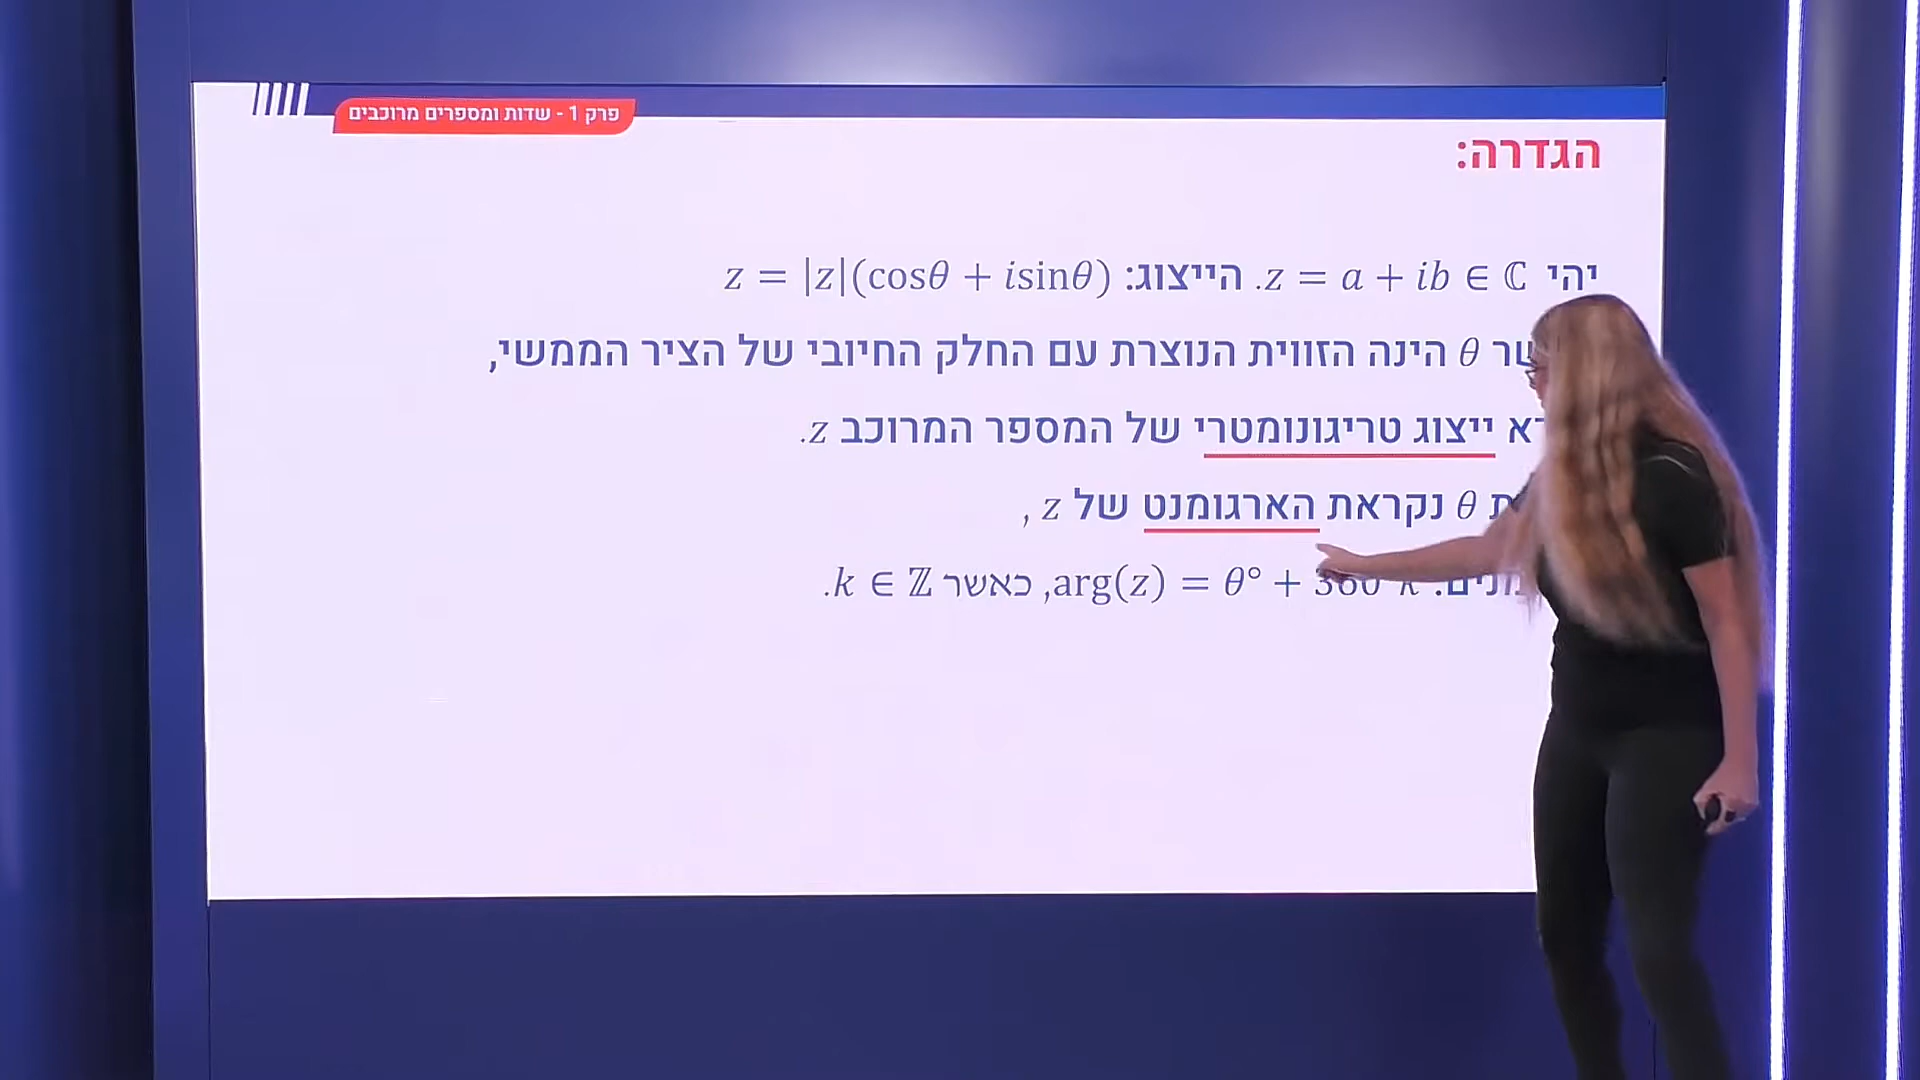 פרק 1 - שדות ומספרים מרוכבים
הגדרה:
יהי z = a + ib ∈ ℂ. הייצוג: z = |z|(cosθ + isinθ)
θ הינה הזווית הנוצרת עם החלק החיובי של הציר הממשי,
ייצוג טריגונומטרי של המספר המרוכב z.
θ נקראת הארגומנט של z ,
arg(z) = θ° + 360 k, כאשר k ∈ ℤ.